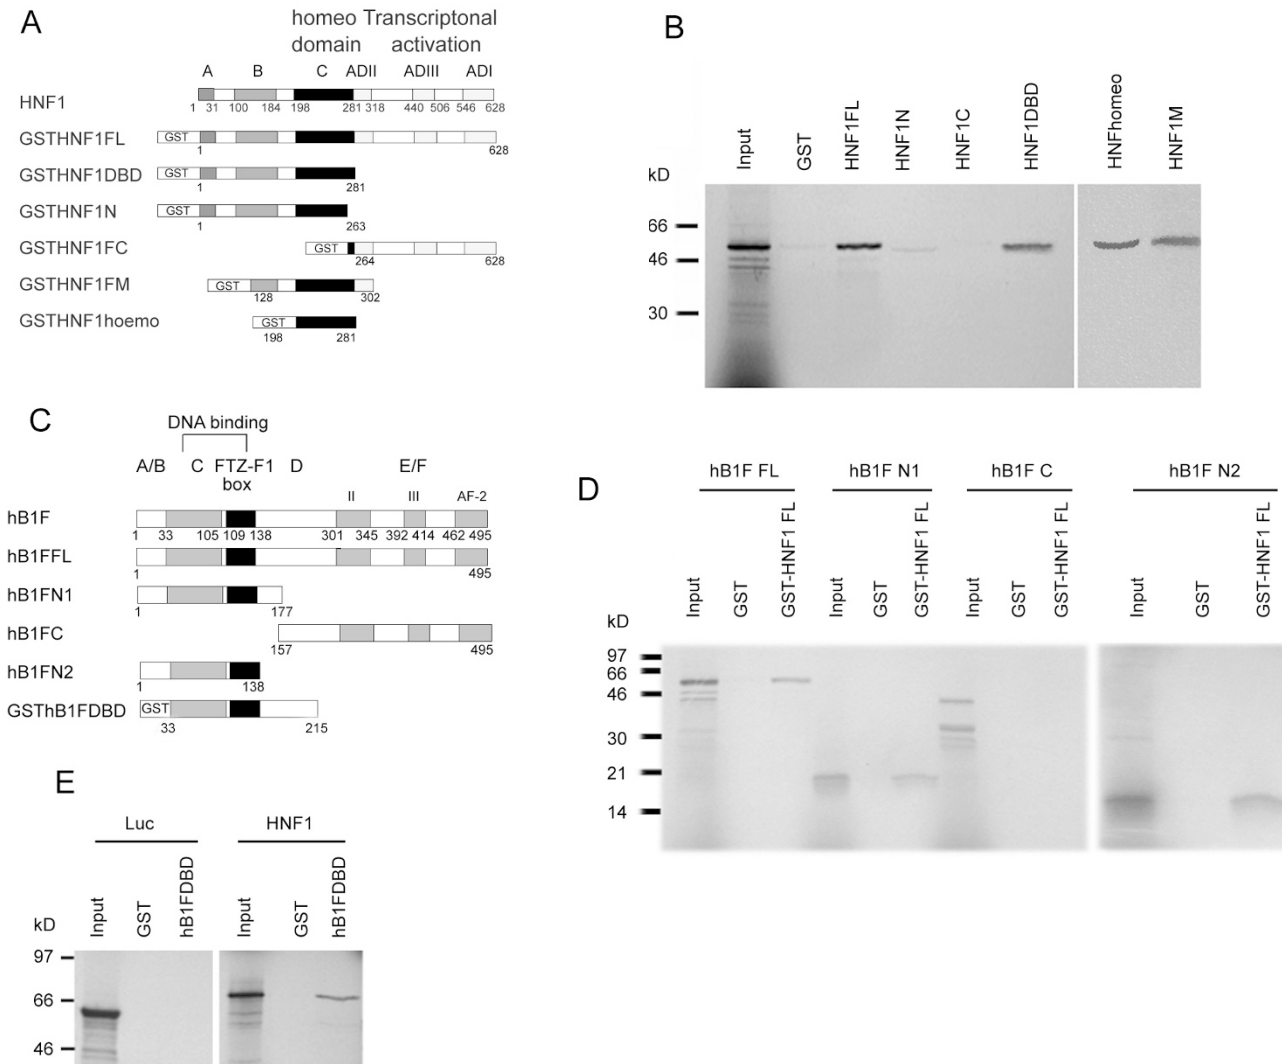 A
homeo Transcriptonal
domain activation
A B C ADII ADIII ADI
HNF1
1 31 100 184 198 281 318 440 506 546 628
GSTHNF1FL
GST
1 628
GSTHNF1DBD
GST
1 281
GSTHNF1N
GST
1 263
GSTHNF1FC
GST
264 628
GSTHNF1FM
GST
128 302
GSTHNF1hoemo
GST
198 281
B
Input
GST
HNF1FL
HNF1N
HNF1C
HNF1DBD
HNFhomeo
HNF1M
kD
66
46
30
C
DNA binding
A/B C FTZ-F1 D E/F
box
II III AF-2
hB1F
1 33 105 109 138 301 345 392 414 462 495
hB1FFL
1 495
hB1FN1
1 177
hB1FC
157 495
hB1FN2
1 138
GSThB1FDBD
GST
33 215
D
hB1F FL hB1F N1 hB1F C hB1F N2
Input
GST
GST-HNF1 FL
Input
GST
GST-HNF1 FL
Input
GST
GST-HNF1 FL
Input
GST
GST-HNF1 FL
kD
97
66
46
30
21
14
E
Luc HNF1
Input
GST
hB1FDBD
Input
GST
hB1FDBD
kD
97
66
46